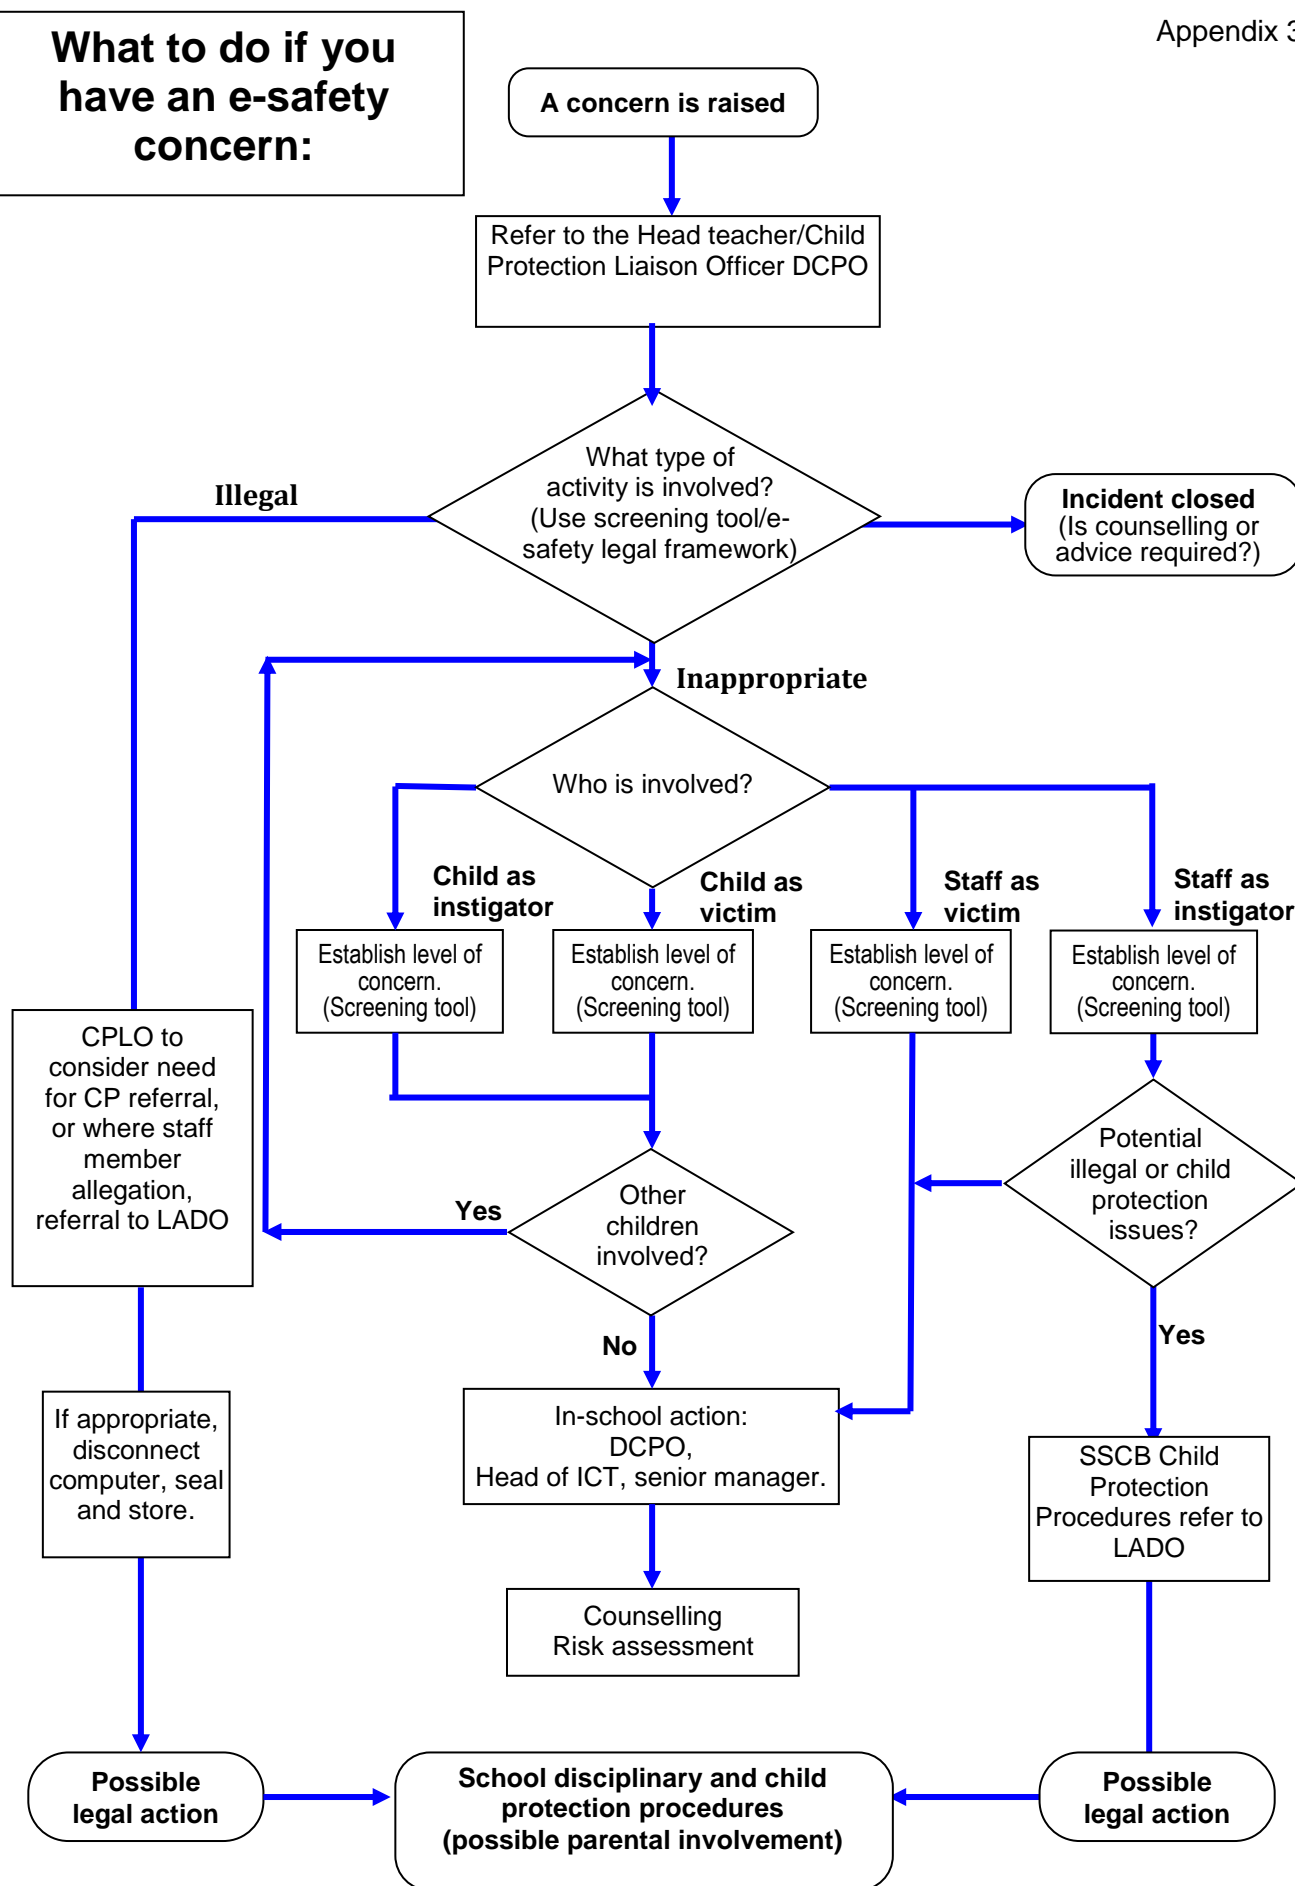 What to do if you
have an e-safety
concern:
Appendix 3
A concern is raised
Refer to the Head teacher/Child
Protection Liaison Officer DCPO
What type of
activity is involved?
(Use screening tool/e-
safety legal framework)
Illegal
Incident closed
(Is counselling or
advice required?)
Inappropriate
Who is involved?
Child as
instigator
Child as
victim
Staff as
victim
Staff as
instigator
Establish level of
concern.
(Screening tool)
Establish level of
concern.
(Screening tool)
Establish level of
concern.
(Screening tool)
Establish level of
concern.
(Screening tool)
CPLO to
consider need
for CP referral,
or where staff
member
allegation,
referral to LADO
Potential
illegal or child
protection
issues?
Yes
Other
children
involved?
No
Yes
If appropriate,
disconnect
computer, seal
and store.
In-school action:
DCPO,
Head of ICT, senior manager.
SSCB Child
Protection
Procedures refer to
LADO
Counselling
Risk assessment
Possible
legal action
School disciplinary and child
protection procedures
(possible parental involvement)
Possible
legal action